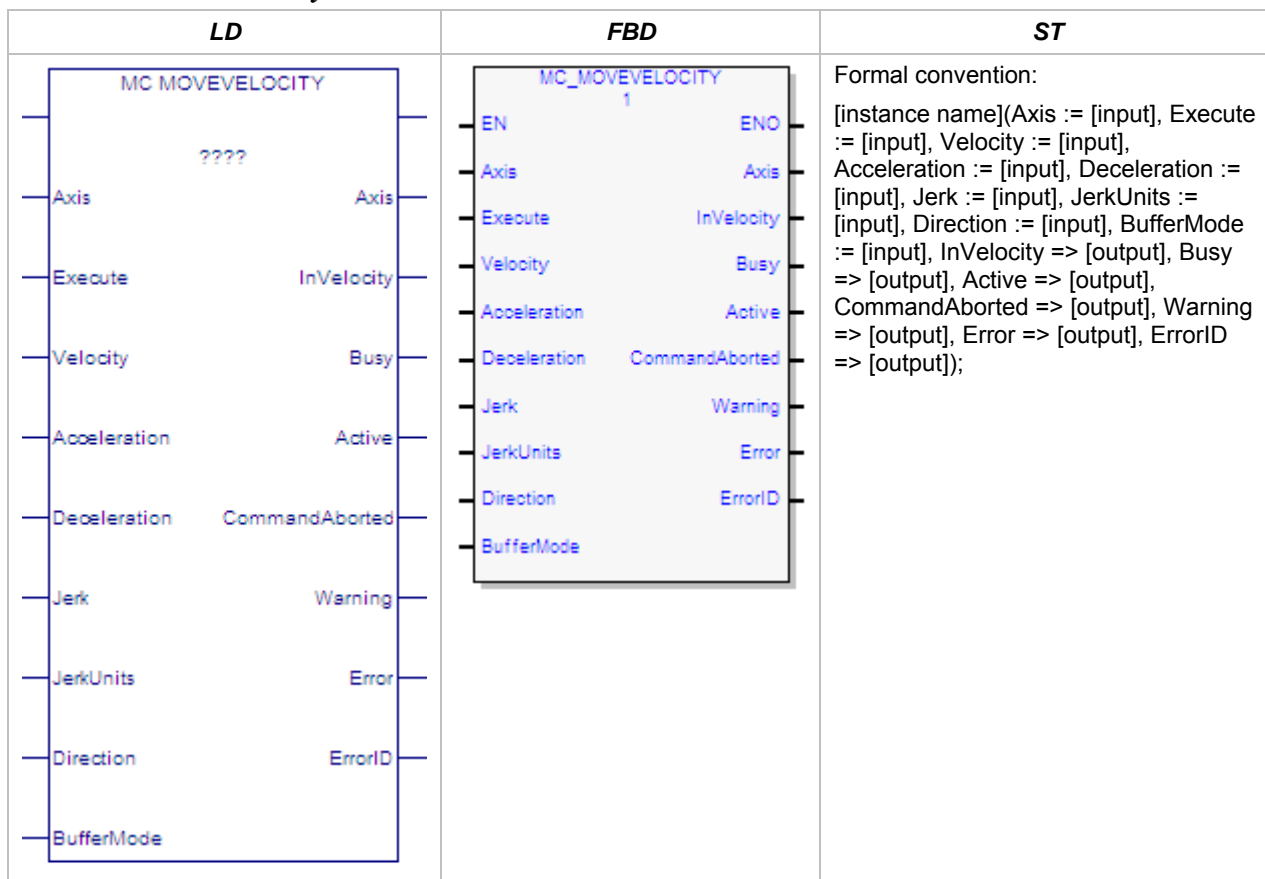 LD
FBD
ST
MC MOVEVELOCITY
????
Axis Axis
Execute InVelocity
Velocity Busy
Acceleration Active
Deceleration CommandAborted
Jerk Warning
JerkUnits Error
Direction ErrorID
BufferMode
MC_MOVEVELOCITY
1
EN ENO
Axis Axis
Execute InVelocity
Velocity Busy
Acceleration Active
Deceleration CommandAborted
Jerk Warning
JerkUnits Error
Direction ErrorID
BufferMode
Formal convention:
[instance name](Axis := [input], Execute
:= [input], Velocity := [input],
Acceleration := [input], Deceleration :=
[input], Jerk := [input], JerkUnits :=
[input], Direction := [input], BufferMode
:= [input], InVelocity => [output], Busy
=> [output], Active => [output],
CommandAborted => [output], Warning
=> [output], Error => [output], ErrorID
=> [output]);